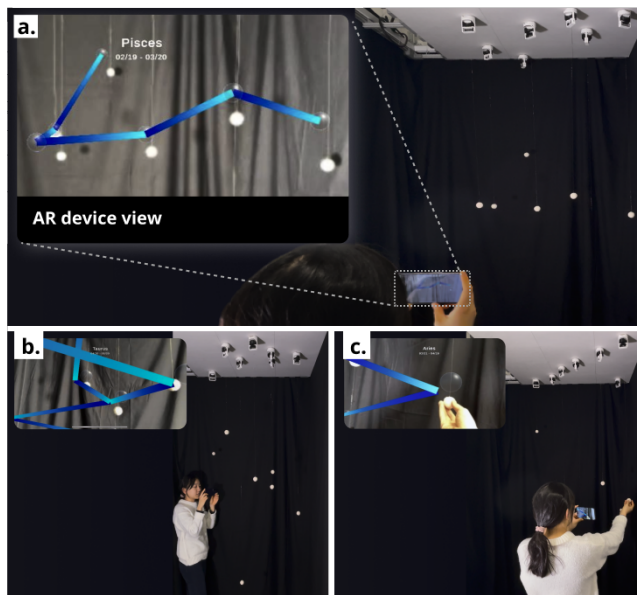 a.
Pisces
02/19 - 03/20
AR device view
b.
Taurus
c.
Aries